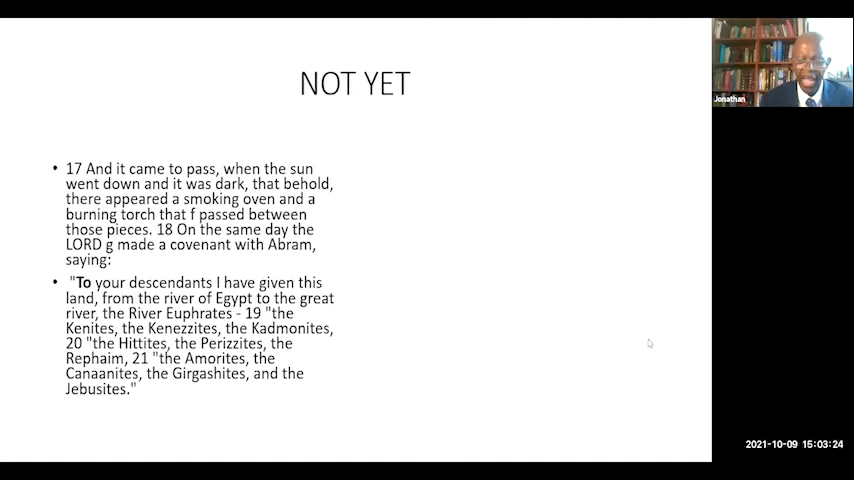 NOT YET
Jonathan
• 17 And it came to pass, when the sun
went down and it was dark, that behold,
there appeared a smoking oven and a
burning torch that f passed between
those pieces. 18 On the same day the
LORD g made a covenant with Abram,
saying:
• "To your descendants I have given this
land, from the river of Egypt to the great
river, the River Euphrates - 19 "the
Kenites, the Kenezzites, the Kadmonites,
20 "the Hittites, the Perizzites, the
Rephaim, 21 "the Amorites, the
Canaanites, the Girgashites, and the
Jebusites."
2021-10-09 15:03:24